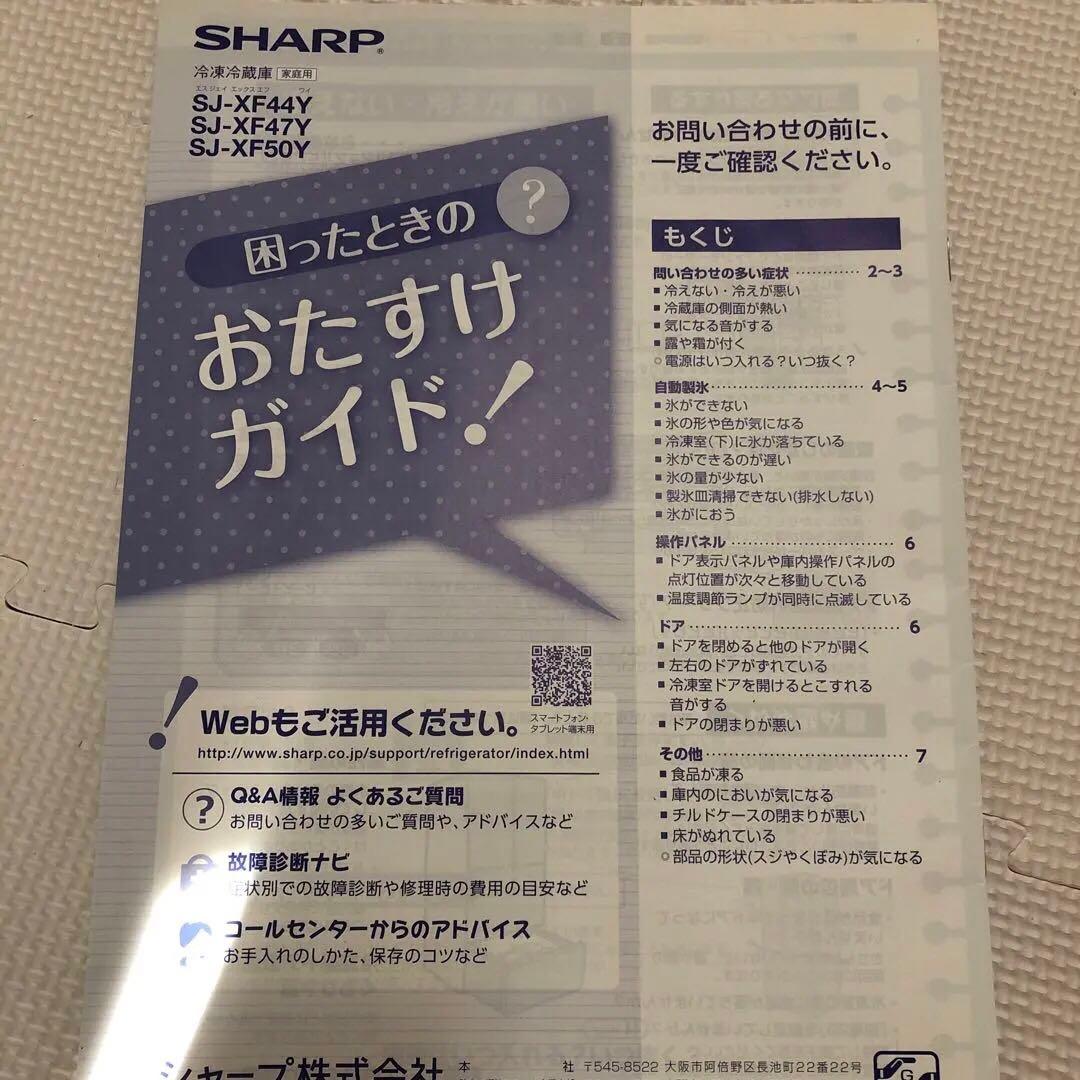 SHARP®
冷凍冷蔵庫 家庭用
エスジェイ エックスエフ ワイ
SJ-XF44Y
SJ-XF47Y
SJ-XF50Y
困ったときの
?
おたすけ
ガイド!
お問い合わせの前に、
一度ご確認ください。
もくじ
問い合わせの多い症状 ………… 2〜3
■ 冷えない・冷えが悪い
■ 冷蔵庫の側面が熱い
■ 気になる音がする
■ 露や霜が付く
○ 電源はいつ入れる?いつ抜く?
自動製氷 ………………………… 4〜5
■ 氷ができない
■ 氷の形や色が気になる
■ 冷凍室(下)に氷が落ちている
■ 氷ができるのが遅い
■ 氷の量が少ない
■ 製氷皿清掃できない(排水しない)
■ 氷がにおう
操作パネル ………………………… 6
■ ドア表示パネルや庫内操作パネルの
点灯位置が次々と移動している
■ 温度調節ランプが同時に点滅している
ドア ………………………………… 6
■ ドアを閉めると他のドアが開く
■ 左右のドアがずれている
■ 冷凍室ドアを開けるとこすれる
音がする
■ ドアの閉まりが悪い
その他 ……………………………… 7
■ 食品が凍る
■ 庫内のにおいが気になる
■ チルドケースの閉まりが悪い
■ 床がぬれている
○ 部品の形状(スジやくぼみ)が気になる
! Webもご活用ください。
スマートフォン・
タブレット端末用
http://www.sharp.co.jp/support/refrigerator/index.html
? Q&A情報 よくあるご質問
お問い合わせの多いご質問や、アドバイスなど
故障診断ナビ
症状別での故障診断や修理時の費用の目安など
コールセンターからのアドバイス
お手入れのしかた、保存のコツなど
シャープ株式会社
本 社 〒545-8522 大阪市阿倍野区長池町22番22号
G